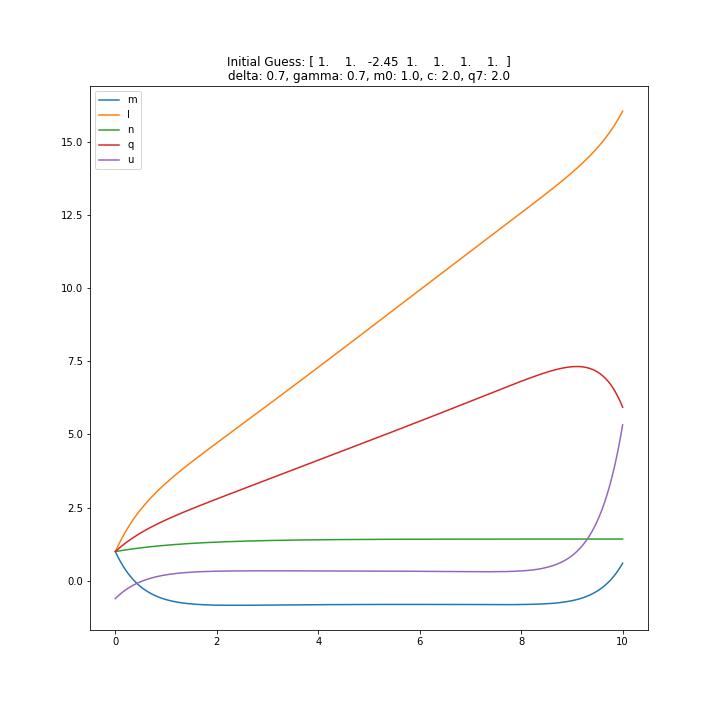 Initial Guess: [ 1. 1. -2.45 1. 1. 1. 1. ]
delta: 0.7, gamma: 0.7, m0: 1.0, c: 2.0, q7: 2.0
m
l
n
q
u
15.0
12.5
10.0
7.5
5.0
2.5
0.0
0 2 4 6 8 10